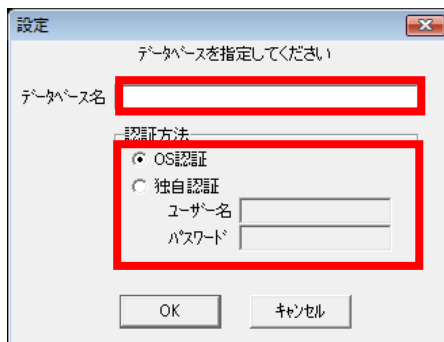 設定
ﾃﾞｰﾀﾍﾞｰｽを指定してください
ﾃﾞｰﾀﾍﾞｰｽ名
認証方法
OS認証
独自認証
ﾕｰｻﾞｰ名
ﾊﾟｽﾜｰﾄﾞ
OK
ｷｬﾝｾﾙ